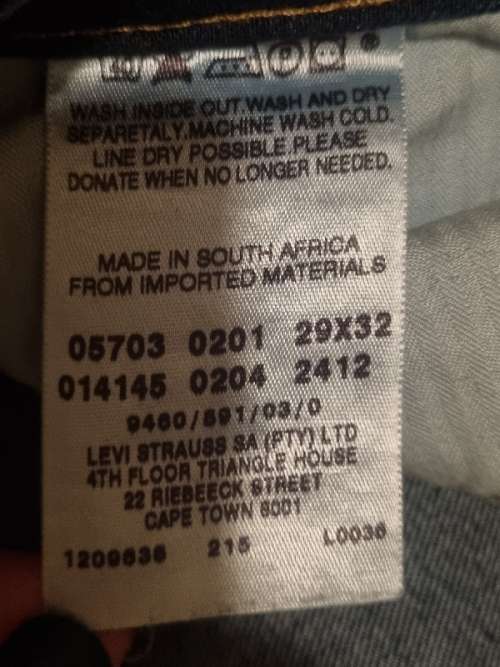 WASH INSIDE OUT.WASH AND DRY
SEPARETALY.MACHINE WASH COLD.
LINE DRY POSSIBLE.PLEASE
DONATE WHEN NO LONGER NEEDED.
MADE IN SOUTH AFRICA
FROM IMPORTED MATERIALS
05703 0201 29X32
014145 0204 2412
9460/891/03/0
LEVI STRAUSS SA (PTY) LTD
4TH FLOOR TRIANGLE HOUSE
22 RIEBEECK STREET
CAPE TOWN 8001
1209636 215 L0036